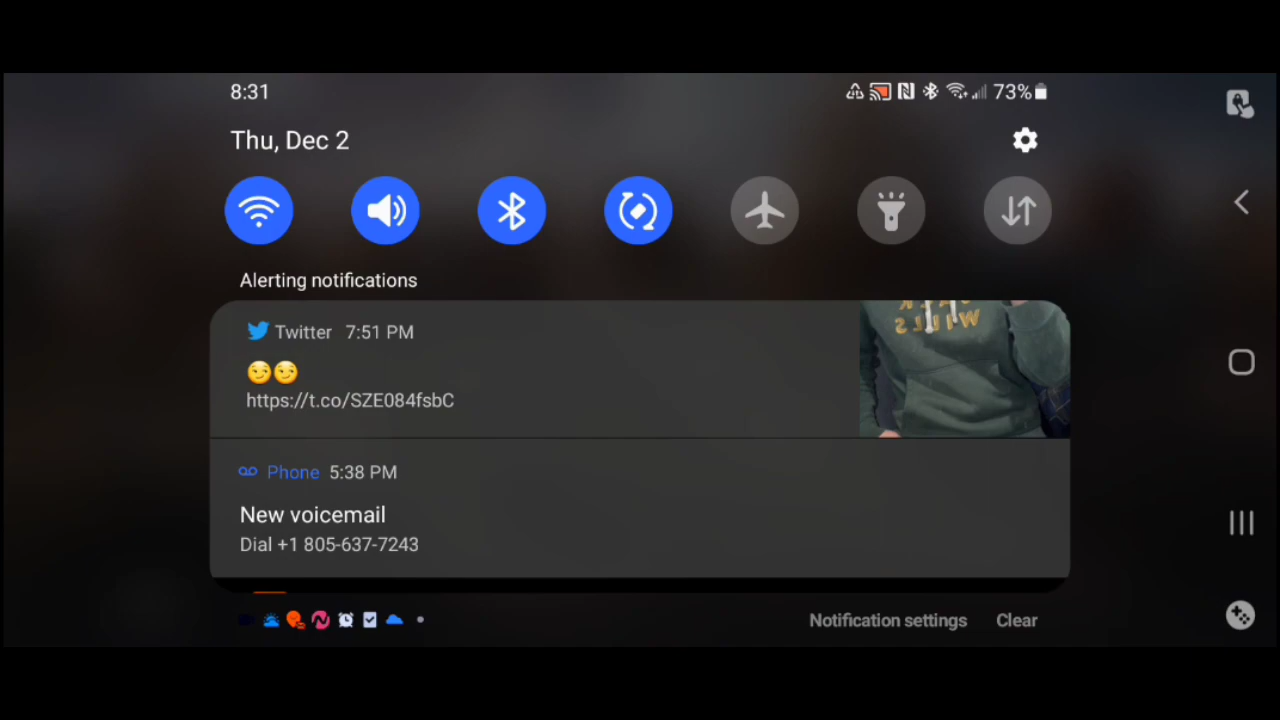 8:31 73%
Thu, Dec 2
Alerting notifications
Twitter 7:51 PM
😏😏
https://t.co/SZE084fsbC
Phone 5:38 PM
New voicemail
Dial +1 805-637-7243
Notification settings Clear